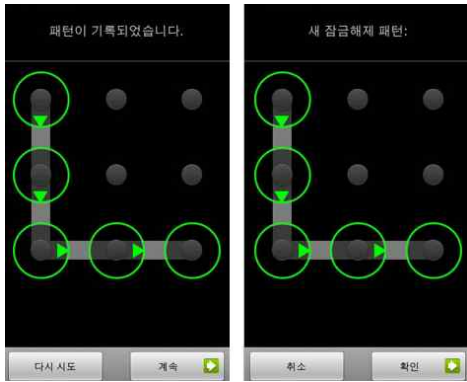 패턴이 기록되었습니다.
다시 시도
계속
새 잠금해제 패턴:
취소
확인